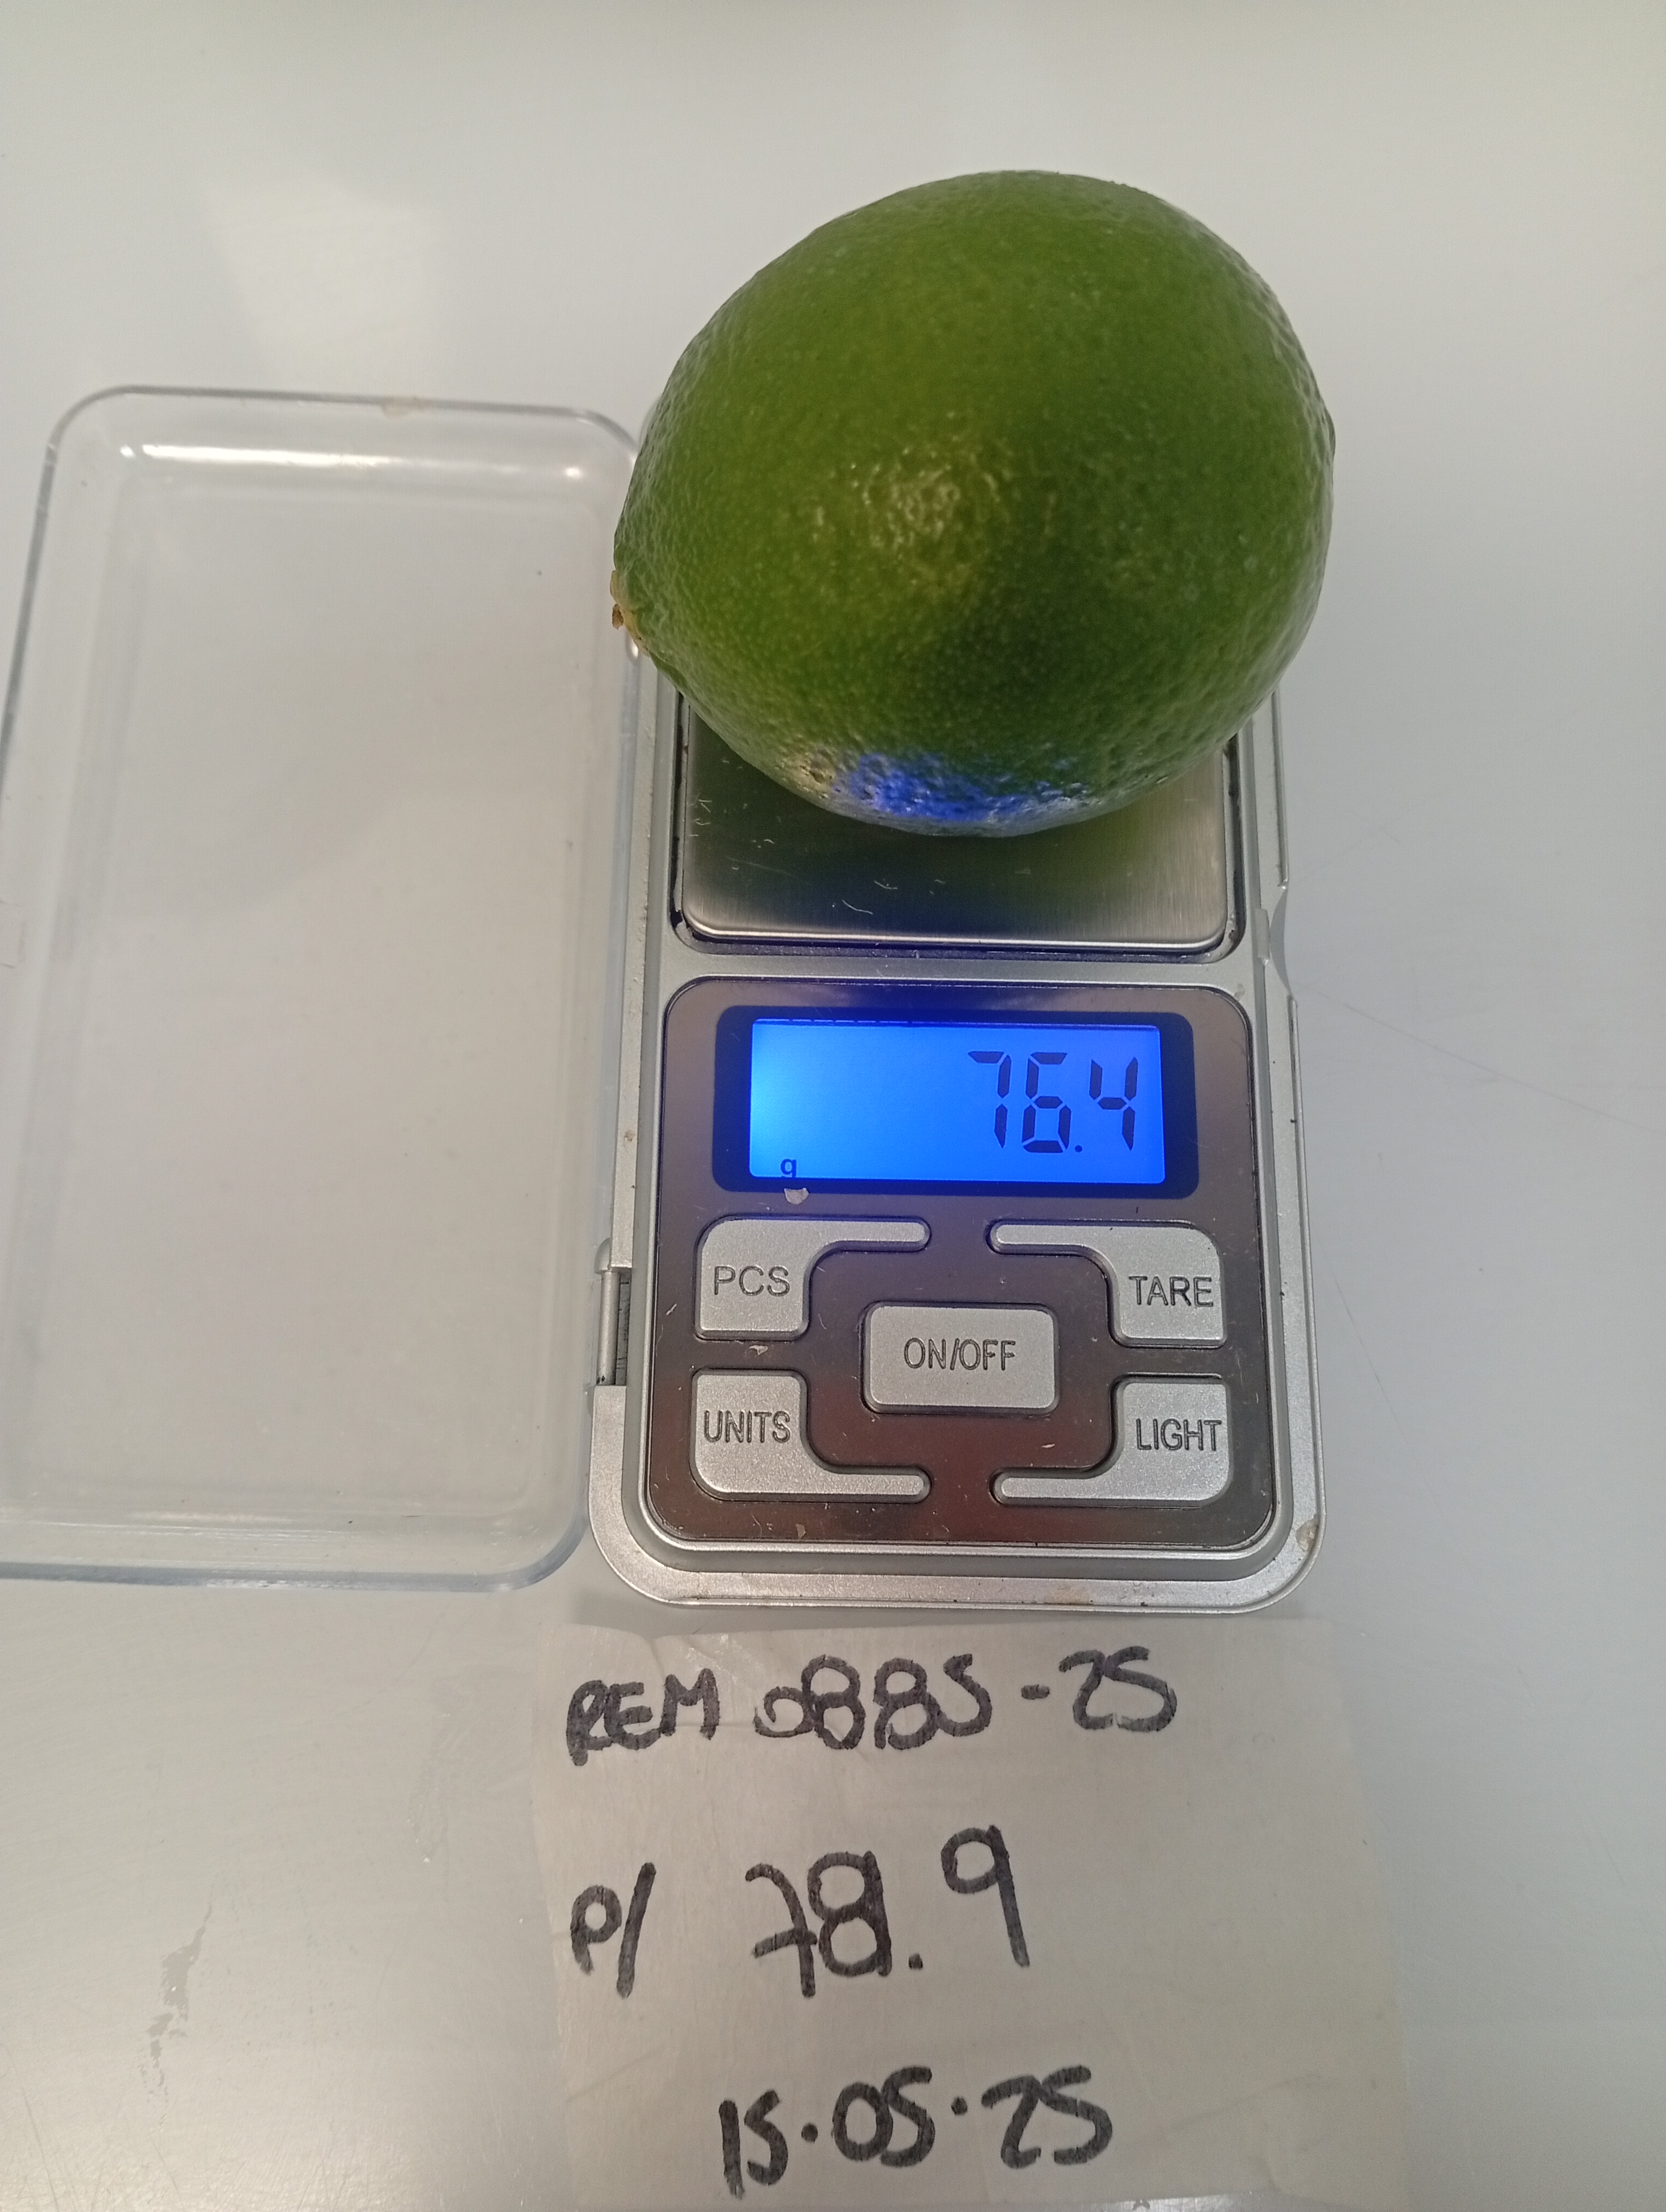 76.4
g
PCS
TARE
ON/OFF
UNITS
LIGHT
REM 0885-25
P/ 78.9
15.05.25